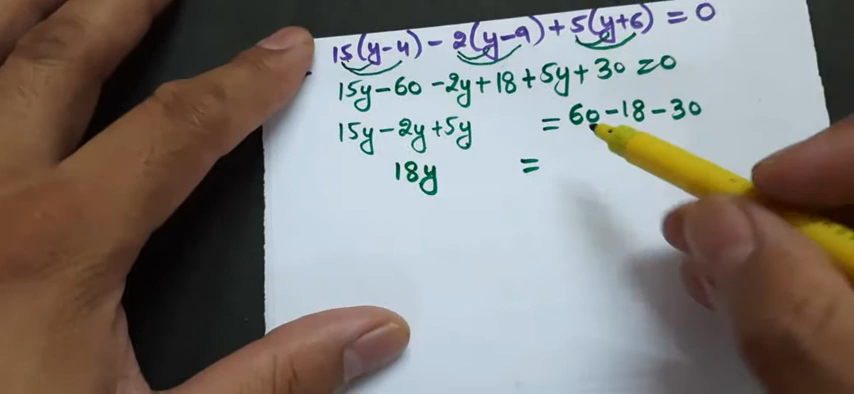 15(y-4) - 2(y-9) + 5(y+6) = 0
15y-60 -2y+18+5y+30 =0
15y-2y+5y = 60-18-30
18y =